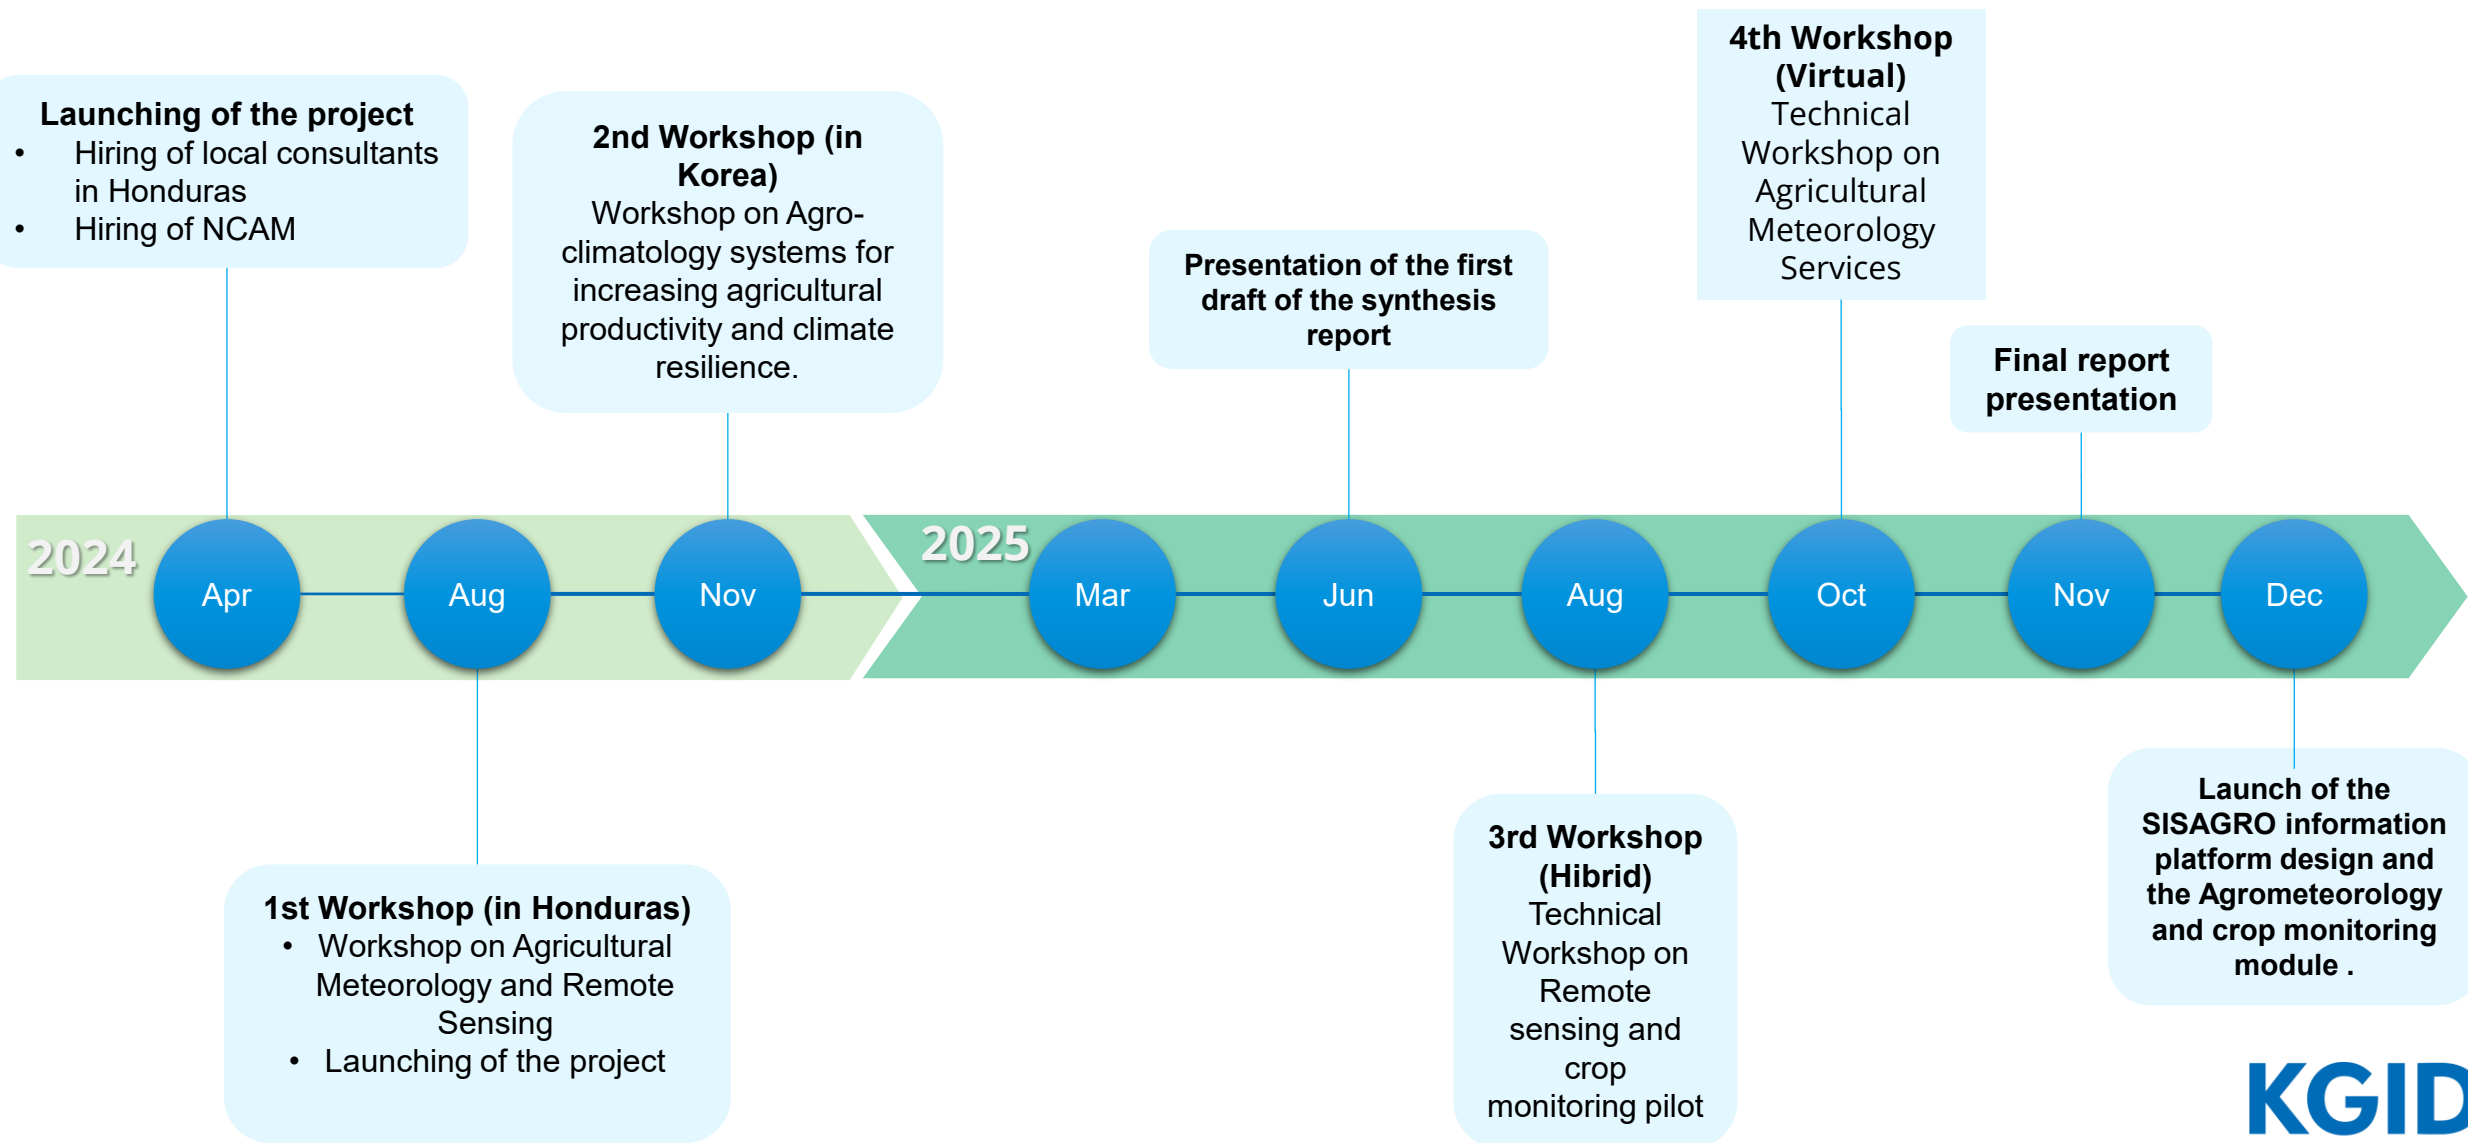 Launching of the project
• Hiring of local consultants
in Honduras
• Hiring of NCAM
2nd Workshop (in
Korea)
Workshop on Agro-
climatology systems for
increasing agricultural
productivity and climate
resilience.
Presentation of the first
draft of the synthesis
report
4th Workshop
(Virtual)
Technical
Workshop on
Agricultural
Meteorology
Services
Final report
presentation
2024
Apr
Aug
Nov
2025
Mar
Jun
Aug
Oct
Nov
Dec
1st Workshop (in Honduras)
• Workshop on Agricultural
Meteorology and Remote
Sensing
• Launching of the project
3rd Workshop
(Hibrid)
Technical
Workshop on
Remote
sensing and
crop
monitoring pilot
Launch of the
SISAGRO information
platform design and
the Agrometeorology
and crop monitoring
module .
KGID